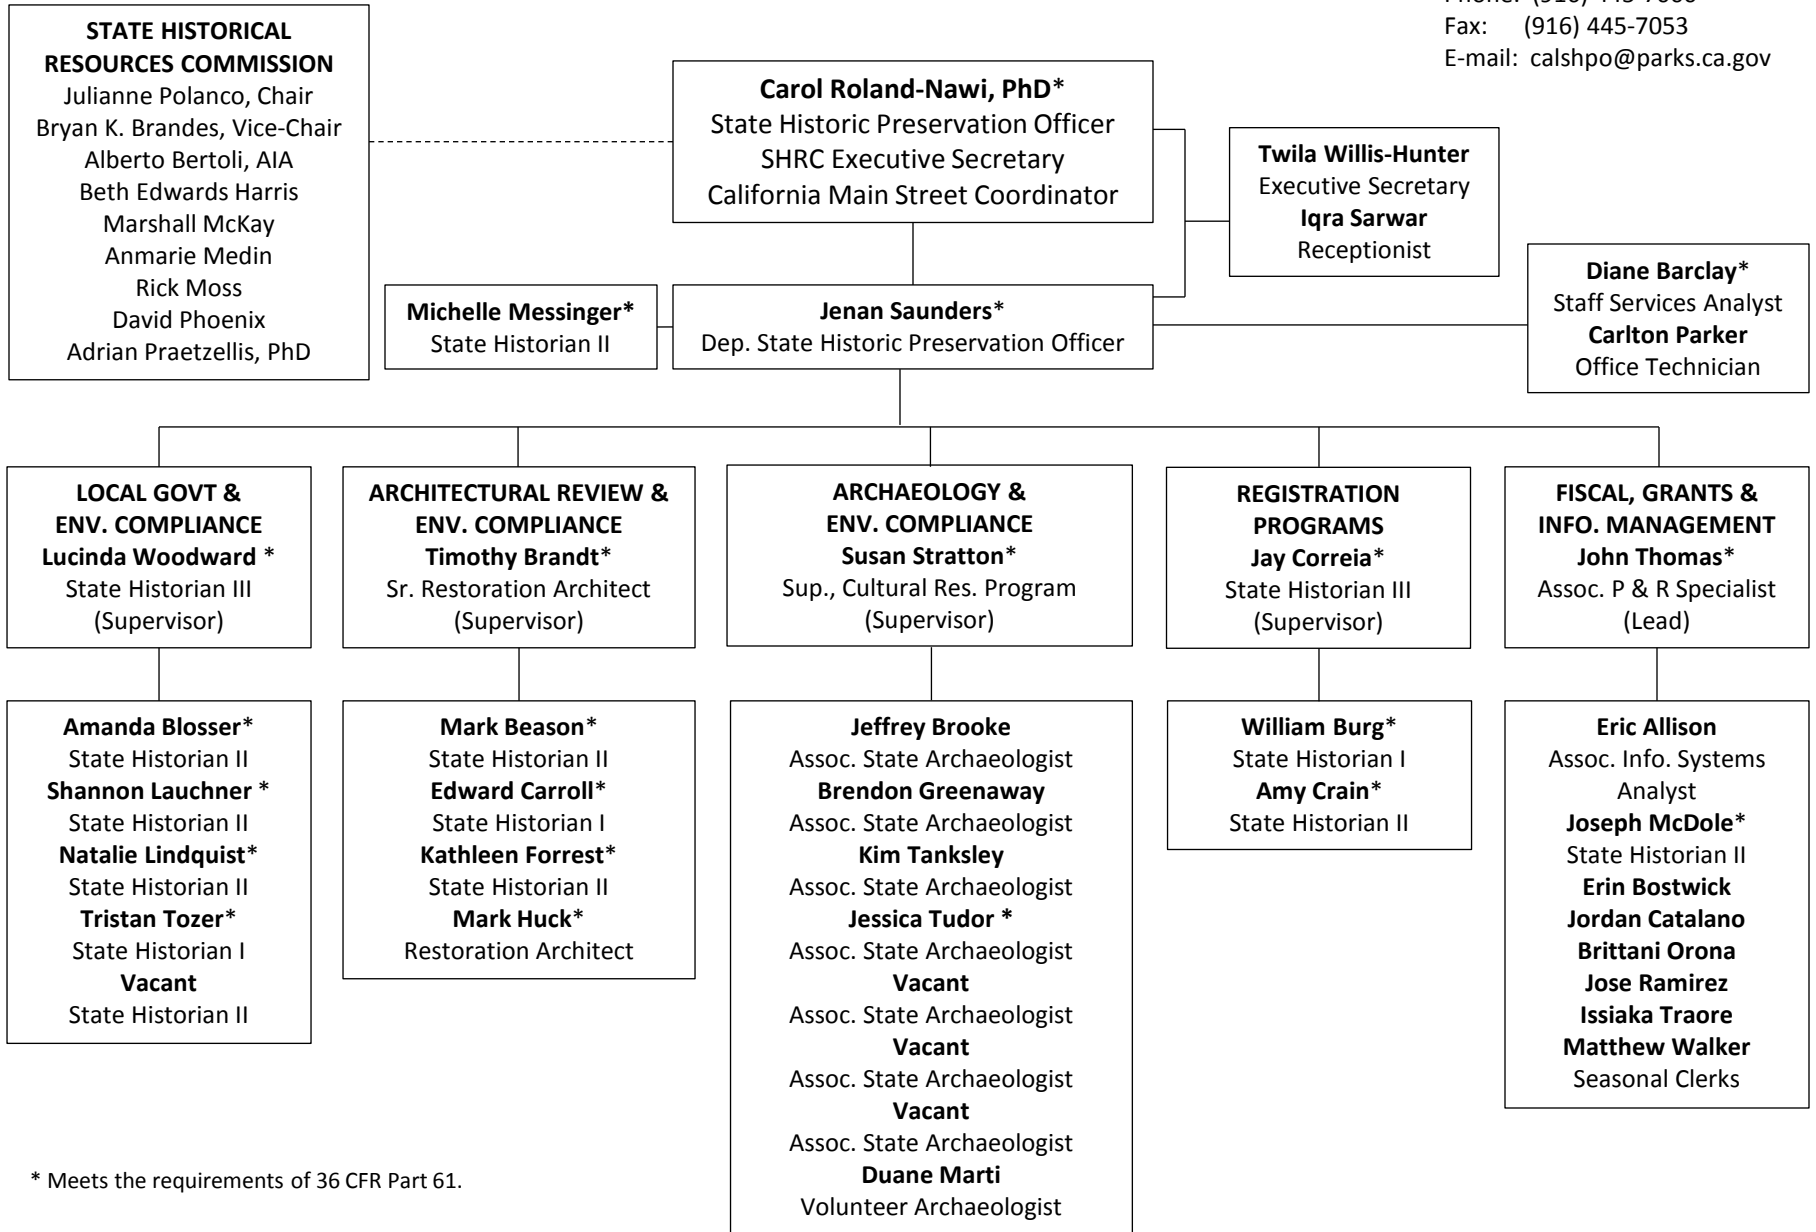 Fax: (916) 445-7053
E-mail: calshpo@parks.ca.gov
STATE HISTORICAL
RESOURCES COMMISSION
Julianne Polanco, Chair
Bryan K. Brandes, Vice-Chair
Alberto Bertoli, AIA
Beth Edwards Harris
Marshall McKay
Anmarie Medin
Rick Moss
David Phoenix
Adrian Praetzellis, PhD
Carol Roland-Nawi, PhD*
State Historic Preservation Officer
SHRC Executive Secretary
California Main Street Coordinator
Twila Willis-Hunter
Executive Secretary
Iqra Sarwar
Receptionist
Michelle Messinger*
State Historian II
Jenan Saunders*
Dep. State Historic Preservation Officer
Diane Barclay*
Staff Services Analyst
Carlton Parker
Office Technician
LOCAL GOVT &
ENV. COMPLIANCE
Lucinda Woodward *
State Historian III
(Supervisor)
ARCHITECTURAL REVIEW &
ENV. COMPLIANCE
Timothy Brandt*
Sr. Restoration Architect
(Supervisor)
ARCHAEOLOGY &
ENV. COMPLIANCE
Susan Stratton*
Sup., Cultural Res. Program
(Supervisor)
REGISTRATION
PROGRAMS
Jay Correia*
State Historian III
(Supervisor)
FISCAL, GRANTS &
INFO. MANAGEMENT
John Thomas*
Assoc. P & R Specialist
(Lead)
Amanda Blosser*
State Historian II
Shannon Lauchner *
State Historian II
Natalie Lindquist*
State Historian II
Tristan Tozer*
State Historian I
Vacant
State Historian II
Mark Beason*
State Historian II
Edward Carroll*
State Historian I
Kathleen Forrest*
State Historian II
Mark Huck*
Restoration Architect
Jeffrey Brooke
Assoc. State Archaeologist
Brendon Greenaway
Assoc. State Archaeologist
Kim Tanksley
Assoc. State Archaeologist
Jessica Tudor *
Assoc. State Archaeologist
Vacant
Assoc. State Archaeologist
Vacant
Assoc. State Archaeologist
Vacant
Assoc. State Archaeologist
Duane Marti
Volunteer Archaeologist
William Burg*
State Historian I
Amy Crain*
State Historian II
Eric Allison
Assoc. Info. Systems
Analyst
Joseph McDole*
State Historian II
Erin Bostwick
Jordan Catalano
Brittani Orona
Jose Ramirez
Issiaka Traore
Matthew Walker
Seasonal Clerks
* Meets the requirements of 36 CFR Part 61.